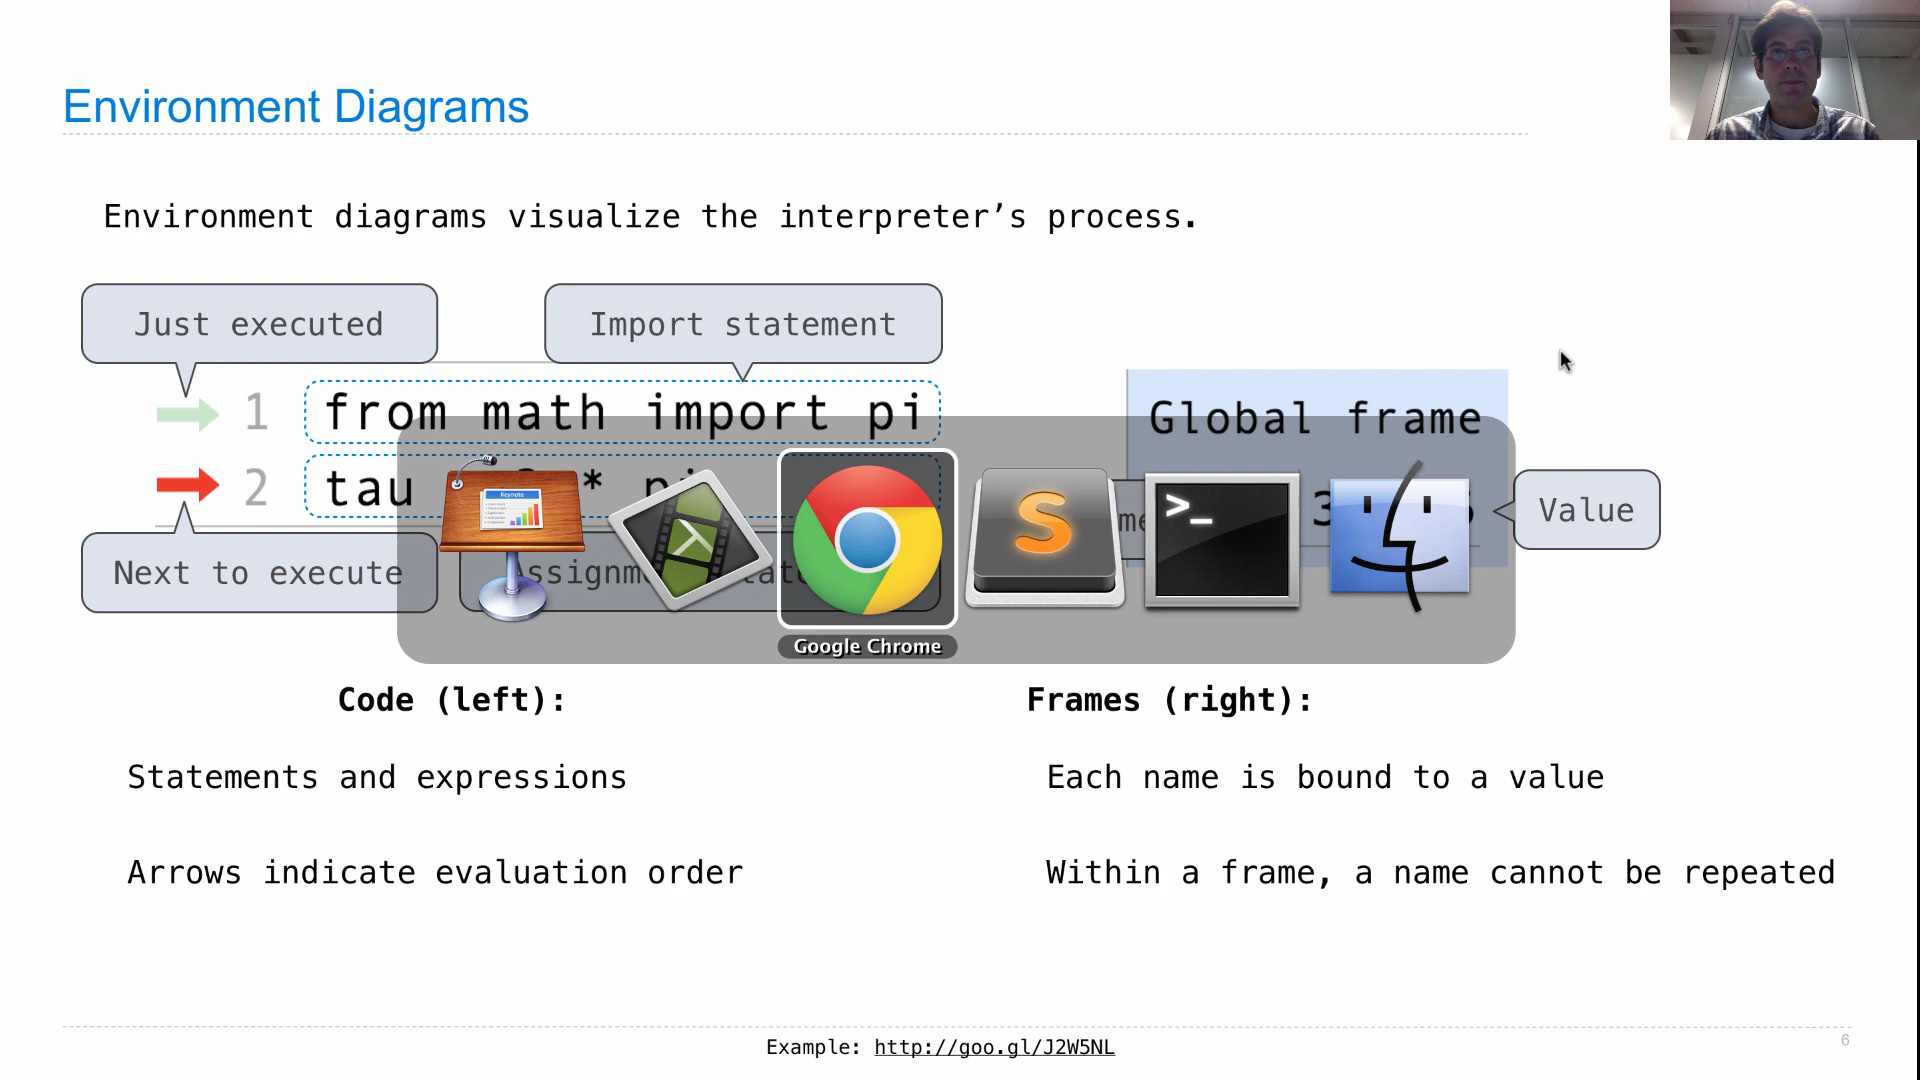 Environment Diagrams
Environment diagrams visualize the interpreter’s process.
Just executed
Import statement
1 from math import pi
Global frame
2 tau * pi
Value
Next to execute
Keynote
>_
Google Chrome
Code (left):
Frames (right):
Statements and expressions
Each name is bound to a value
Arrows indicate evaluation order
Within a frame, a name cannot be repeated
Example: http://goo.gl/J2W5NL
6